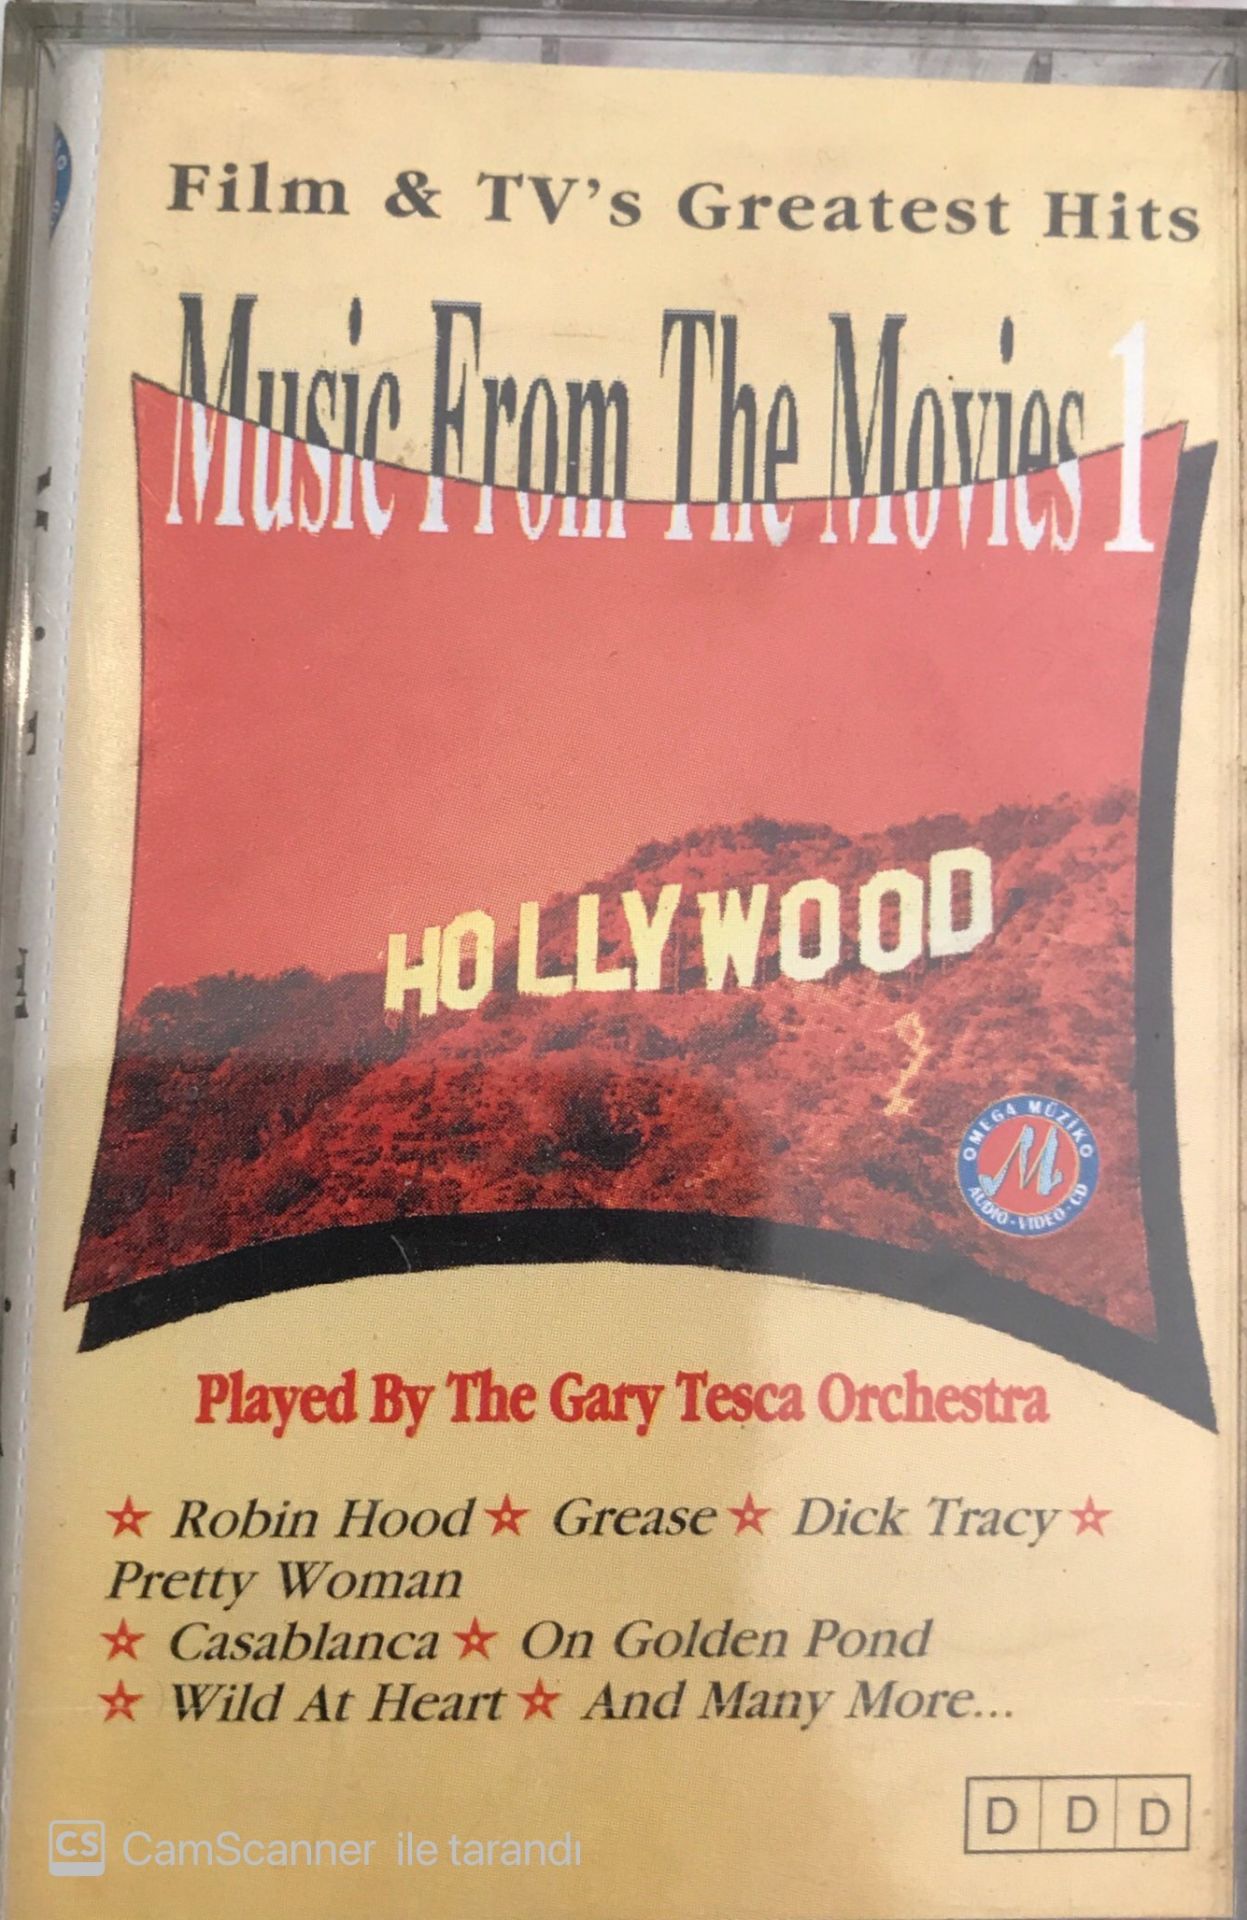 Film & TV's Greatest Hits
Music From The Movies 1
HOLLYWOOD
OMEGA MÜZİK
M
AUDIO • VIDEO • CD
Played By The Gary Tesca Orchestra
☆ Robin Hood ☆ Grease ☆ Dick Tracy ☆
Pretty Woman
☆ Casablanca ☆ On Golden Pond
☆ Wild At Heart ☆ And Many More...
D D D
CS CamScanner ile tarandı